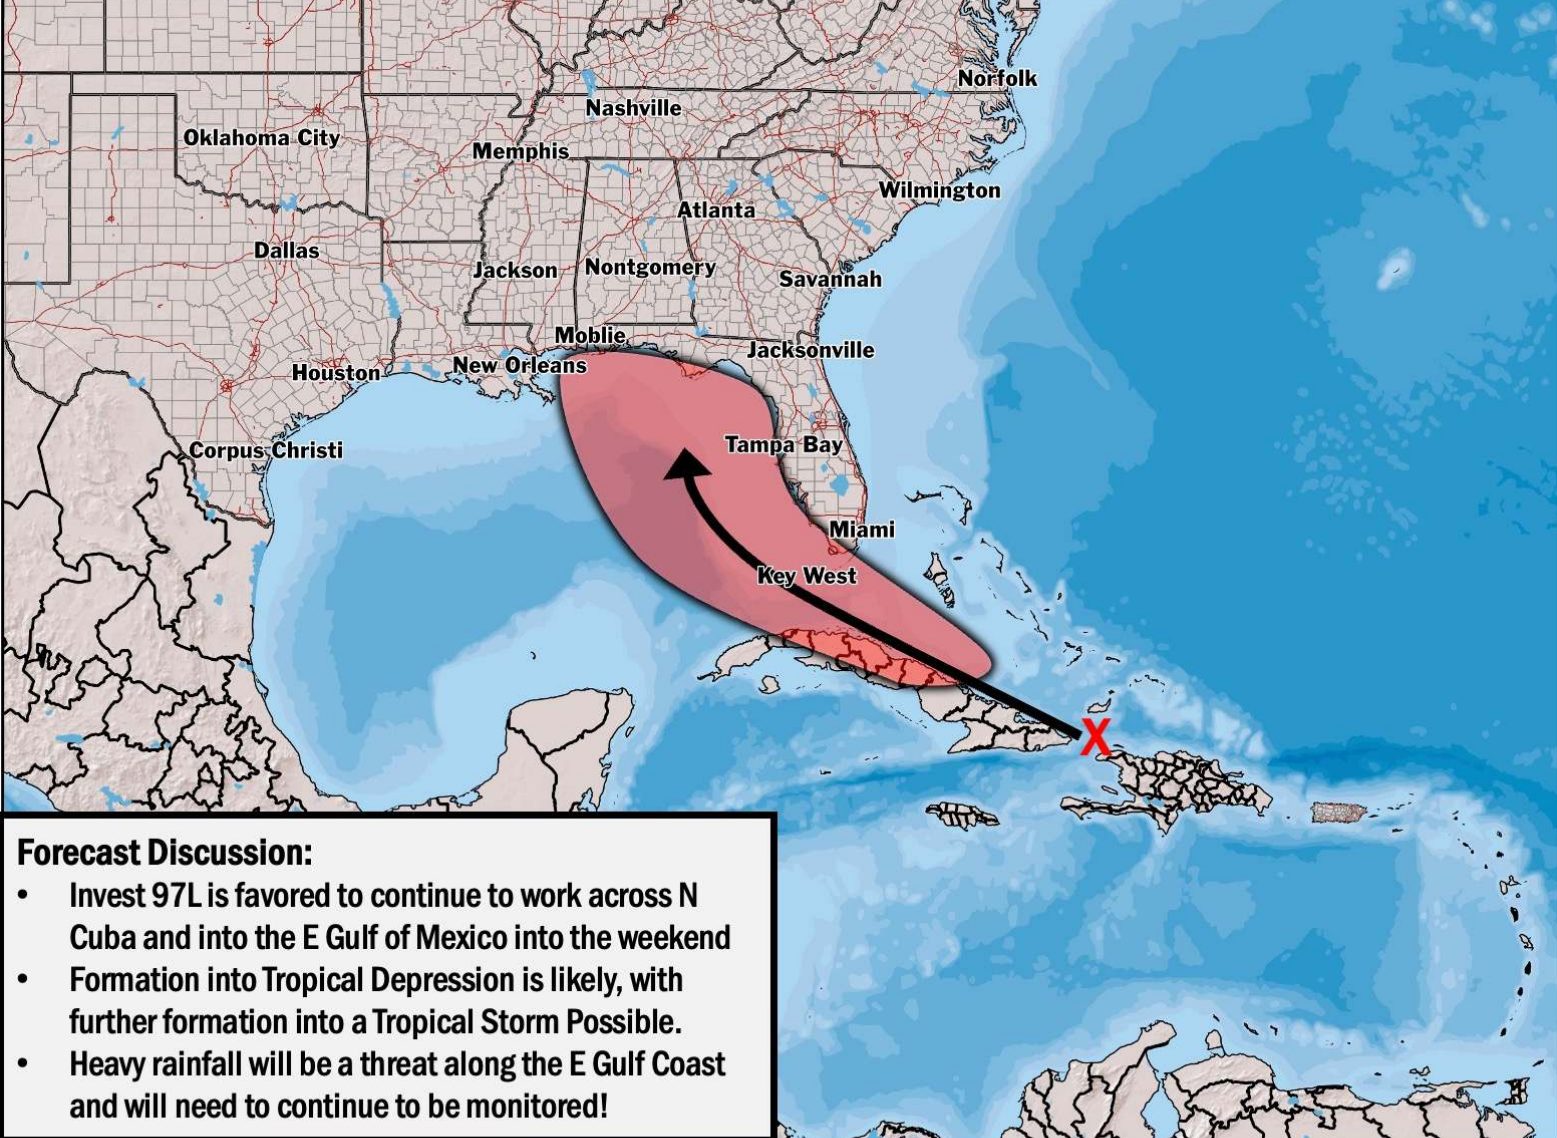 Norfolk
Nashville
Oklahoma City
Memphis
Wilmington
Atlanta
Dallas
Jackson
Nontgomery
Savannah
Moblie
Jacksonville
New Orleans
Houston
Tampa Bay
Corpus Christi
Miami
Key West
X
Forecast Discussion:
• Invest 97L is favored to continue to work across N
Cuba and into the E Gulf of Mexico into the weekend
• Formation into Tropical Depression is likely, with
further formation into a Tropical Storm Possible.
• Heavy rainfall will be a threat along the E Gulf Coast
and will need to continue to be monitored!